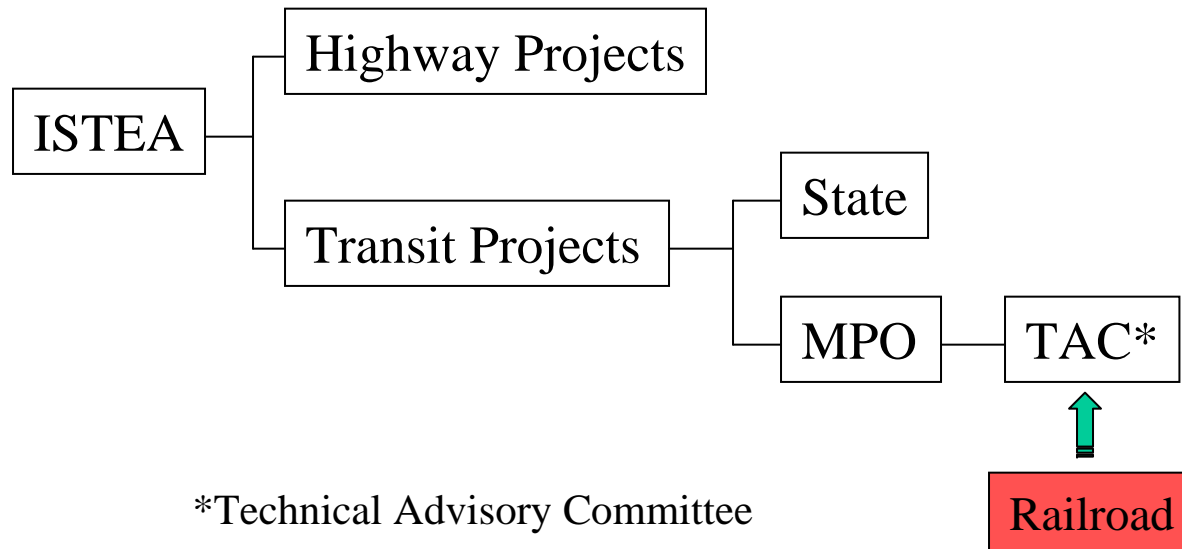 Highway Projects
ISTEA
State
Transit Projects
MPO
TAC*
*Technical Advisory Committee
Railroad